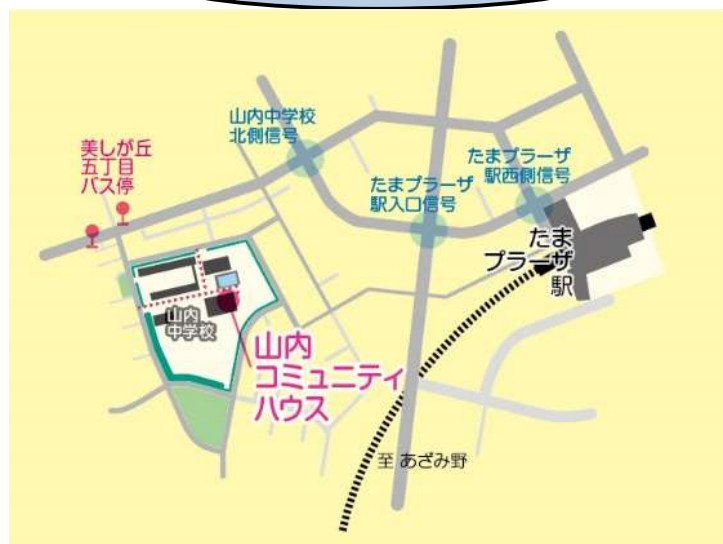 山内中学校
北側信号
美しが丘
五丁目
バス停
たまプラーザ
駅入口信号
たまプラーザ
駅西側信号
たま
プラーザ
駅
山内
中学校
山内
コミュニティ
ハウス
至 あざみ野